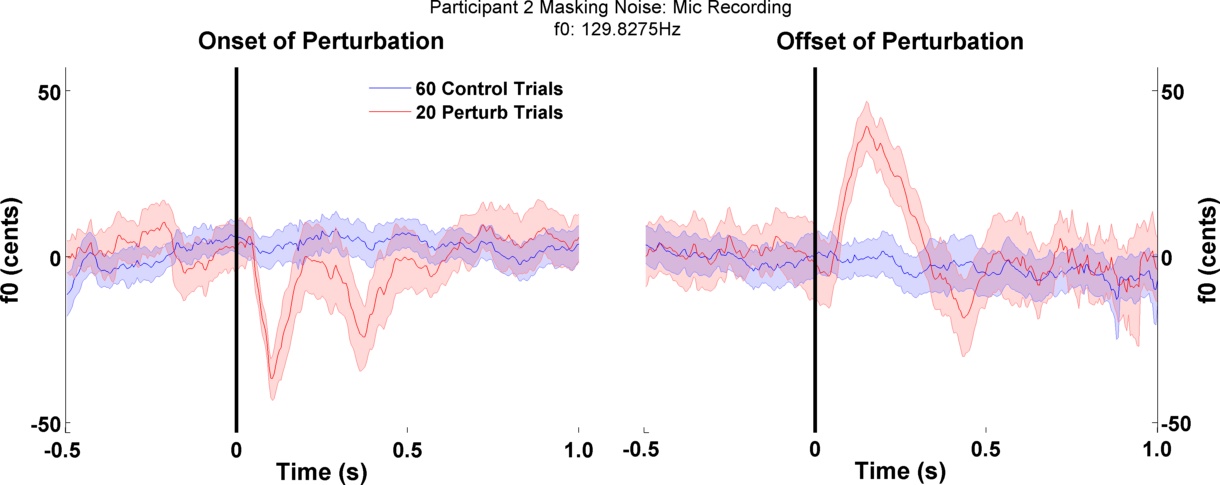 Participant 2 Masking Noise: Mic Recording
f0: 129.8275Hz
Onset of Perturbation
Offset of Perturbation
60 Control Trials
20 Perturb Trials
f0 (cents)
50
0
-50
-0.5
0
0.5
1.0
Time (s)
50
0
-50
-0.5
0
0.5
1.0
Time (s)
f0 (cents)